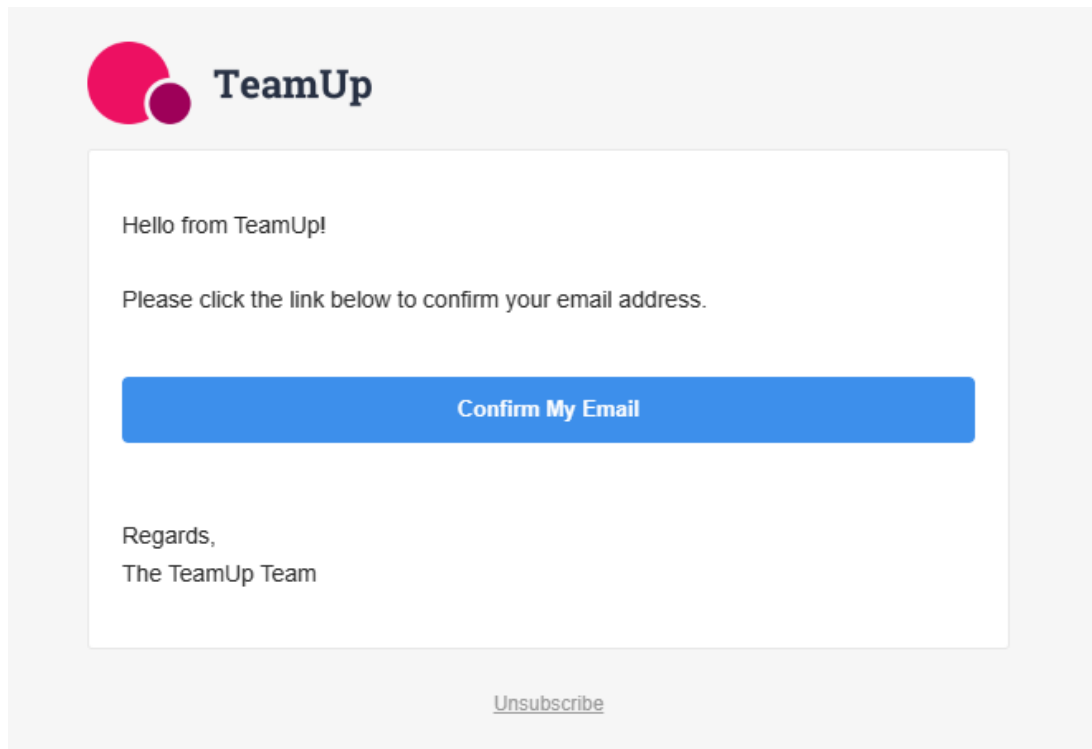 TeamUp
Hello from TeamUp!
Please click the link below to confirm your email address.
Confirm My Email
Regards,
The TeamUp Team
Unsubscribe